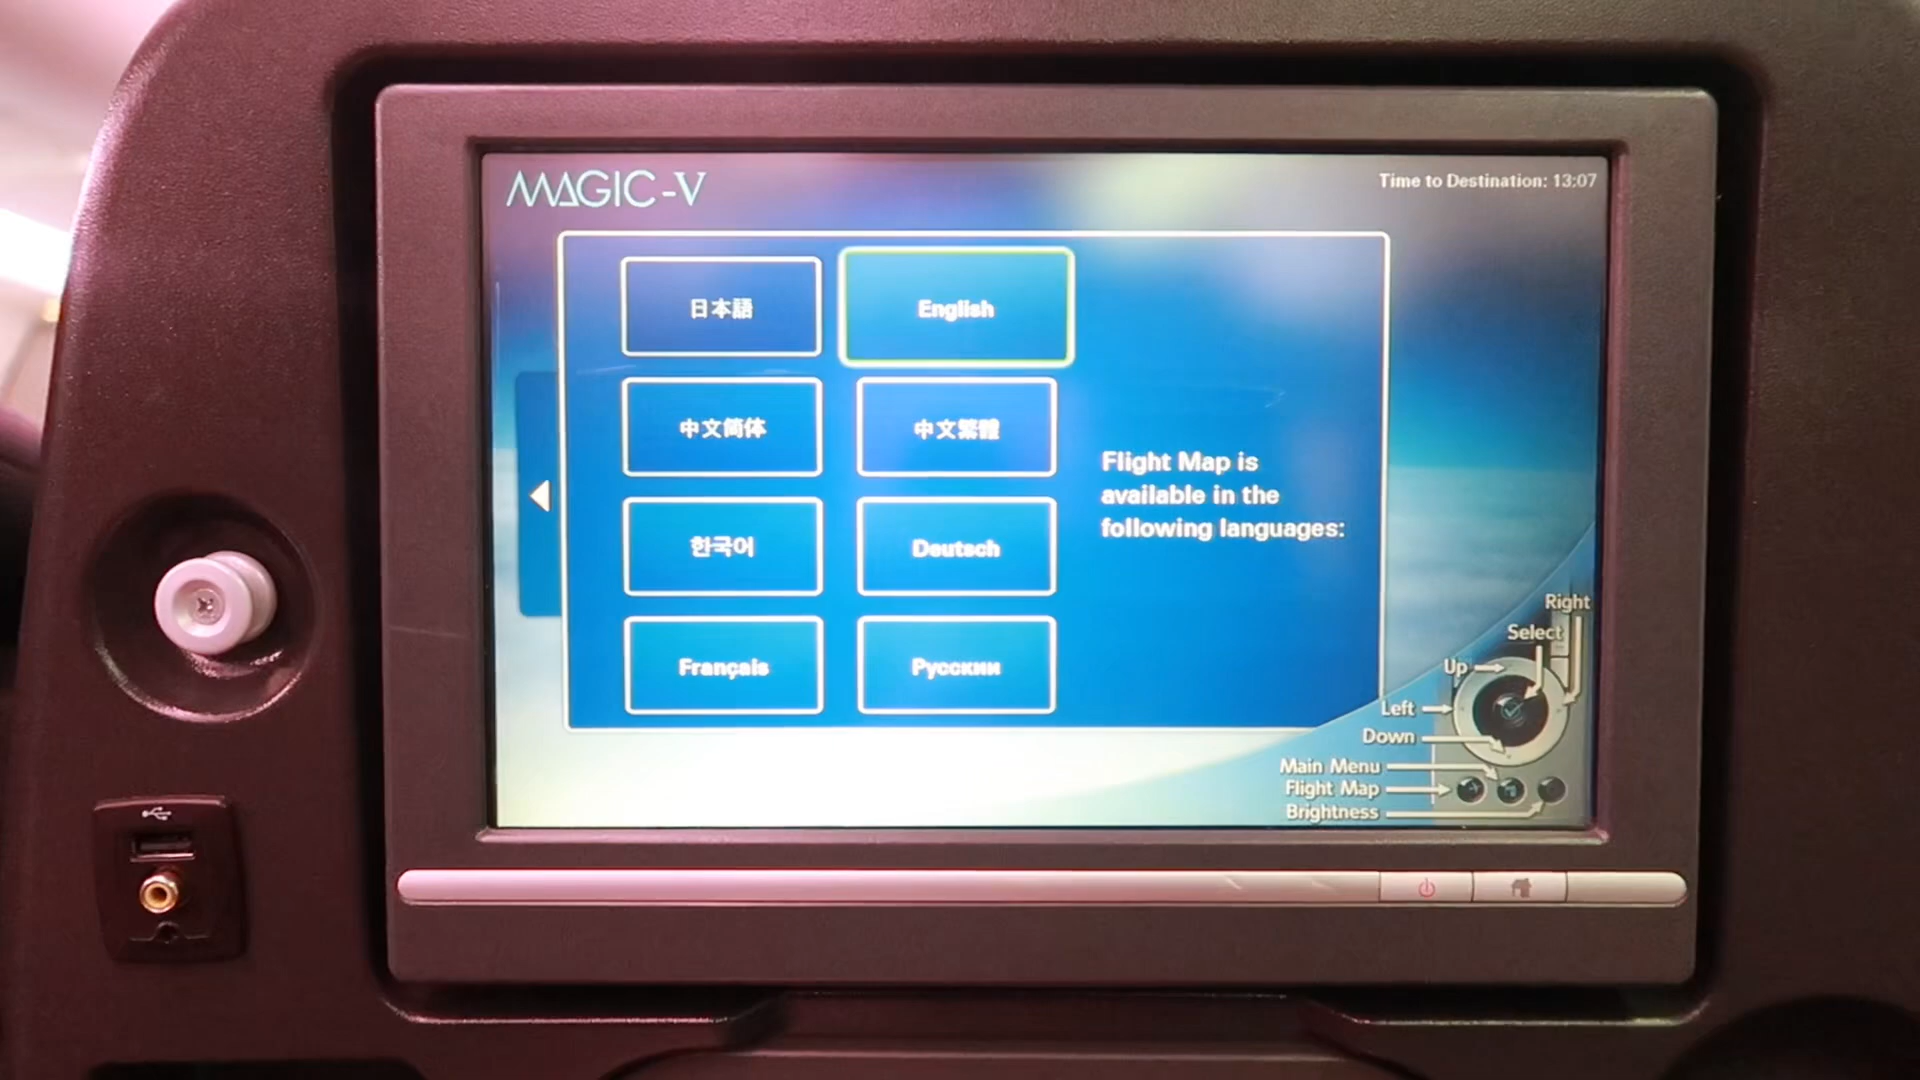 MAGIC-V
Time to Destination: 13:07
日本語
English
中文简体
中文繁體
한국어
Deutsch
Français
Русский
Flight Map is
available in the
following languages:
Right
Select
Up
Left
Down
Main Menu
Flight Map
Brightness